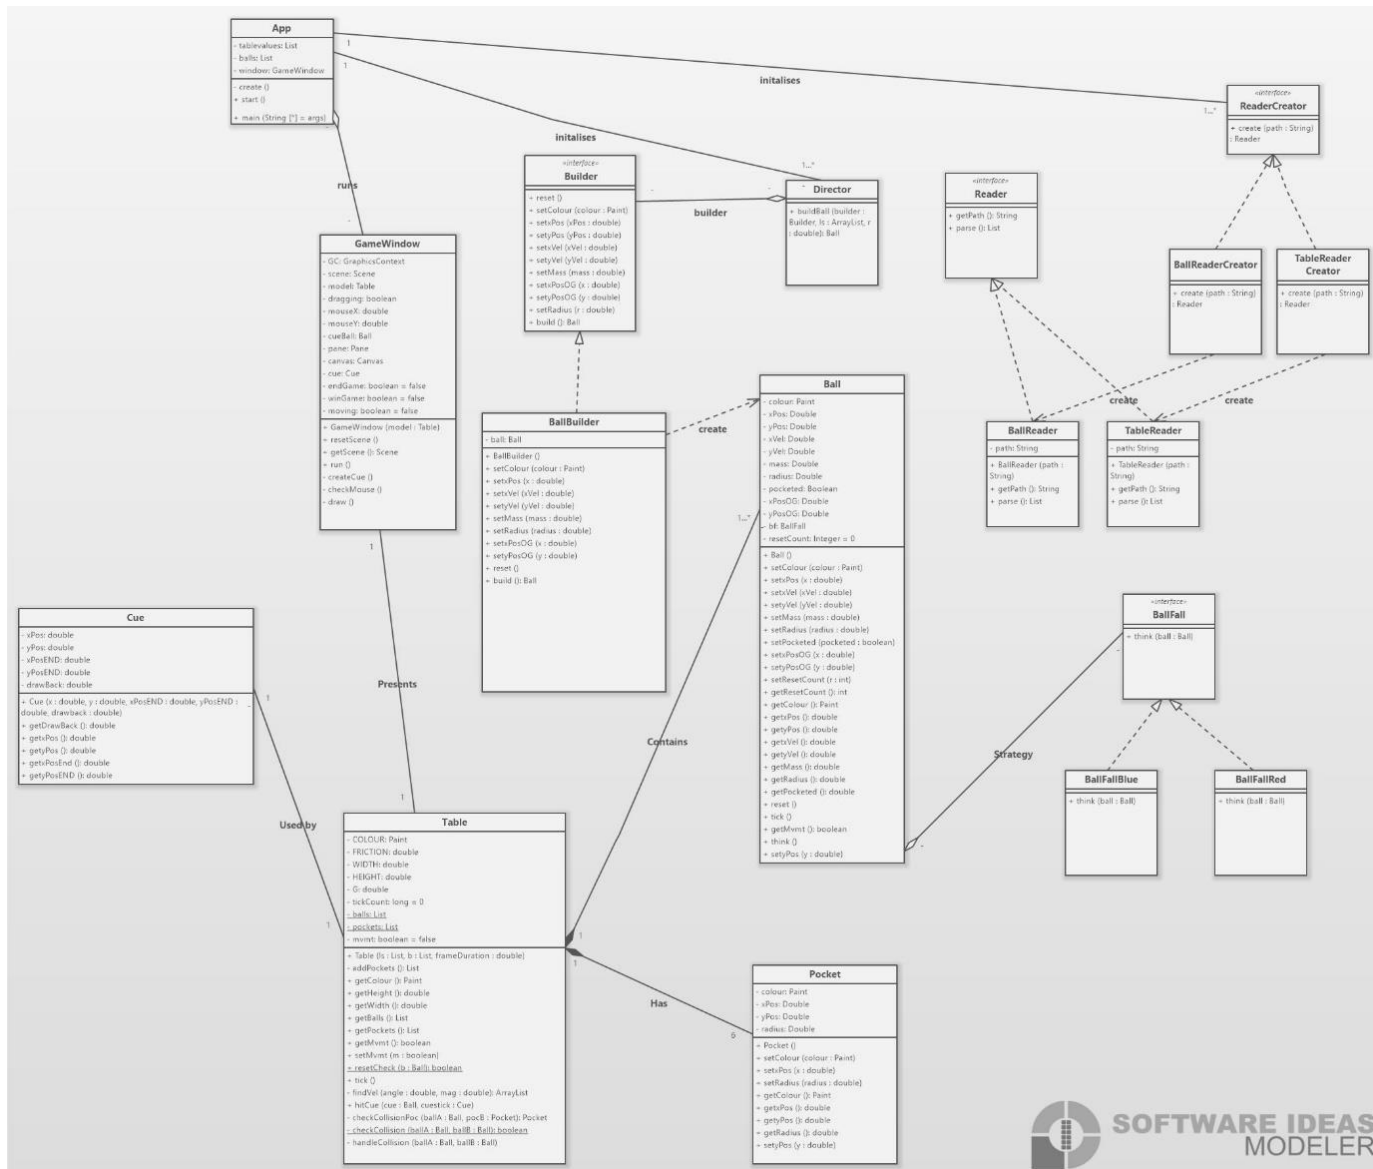 App
- tablevalues: List
- balls: List
- window: GameWindow
- create ()
+ start ()
+ main (String [*] = args)
1
1
initalises
1...*
initalises
1...*
runs
«interface»
ReaderCreator
+ create (path : String)
: Reader
«interface»
Builder
+ reset ()
+ setColour (colour : Paint)
+ setxPos (xPos : double)
+ setyPos (yPos : double)
+ setxVel (xVel : double)
+ setyVel (yVel : double)
+ setMass (mass : double)
+ setxPosOG (x : double)
+ setyPosOG (y : double)
+ setRadius (r : double)
+ build (): Ball
builder
Director
+ buildBall (builder :
Builder, ls : ArrayList, r
: double): Ball
«interface»
Reader
+ getPath (): String
+ parse (): List
BallReaderCreator
+ create (path : String)
: Reader
TableReader
Creator
+ create (path : String)
: Reader
GameWindow
- GC: GraphicsContext
- scene: Scene
- model: Table
- dragging: boolean
- mouseX: double
- mouseY: double
- cueBall: Ball
- pane: Pane
- canvas: Canvas
- cue: Cue
- endGame: boolean = false
- winGame: boolean = false
- moving: boolean = false
+ GameWindow (model : Table)
+ resetScene ()
+ getScene (): Scene
+ run ()
- createCue ()
- checkMouse ()
- draw ()
1
Presents
1
BallBuilder
- ball: Ball
+ BallBuilder ()
+ setColour (colour : Paint)
+ setxPos (x : double)
+ setxVel (xVel : double)
+ setyVel (yVel : double)
+ setMass (mass : double)
+ setRadius (radius : double)
+ setxPosOG (x : double)
+ setyPosOG (y : double)
+ reset ()
+ build (): Ball
create
Ball
- colour: Paint
- xPos: Double
- yPos: Double
- xVel: Double
- yVel: Double
- mass: Double
- radius: Double
- pocketed: Boolean
- xPosOG: Double
- yPosOG: Double
- bf: BallFall
- resetCount: Integer = 0
+ Ball ()
+ setColour (colour : Paint)
+ setxPos (x : double)
+ setxVel (xVel : double)
+ setyVel (yVel : double)
+ setMass (mass : double)
+ setRadius (radius : double)
+ setPocketed (pocketed : boolean)
+ setxPosOG (x : double)
+ setyPosOG (y : double)
+ setResetCount (r : int)
+ getResetCount (): int
+ getColour (): Paint
+ getxPos (): double
+ getyPos (): double
+ getxVel (): double
+ getyVel (): double
+ getMass (): double
+ getRadius (): double
+ getPocketed (): double
+ reset ()
+ tick ()
+ getMvmt (): boolean
+ think ()
+ setyPos (y : double)
1...*
Contains
1
create
create
BallReader
- path: String
+ BallReader (path :
String)
+ getPath (): String
+ parse (): List
TableReader
- path: String
+ TableReader (path :
String)
+ getPath (): String
+ parse (): List
«interface»
BallFall
+ think (ball : Ball)
Strategy
BallFallBlue
+ think (ball : Ball)
BallFallRed
+ think (ball : Ball)
Cue
- xPos: double
- yPos: double
- xPosEND: double
- yPosEND: double
- drawBack: double
+ Cue (x : double, y : double, xPosEND : double, yPosEND :
double, drawback : double)
+ getDrawBack (): double
+ getxPos (): double
+ getyPos (): double
+ getxPosEnd (): double
+ getyPosEND (): double
1
Used by
1
Table
- COLOUR: Paint
- FRICTION: double
- WIDTH: double
- HEIGHT: double
- G: double
- tickCount: long = 0
- balls: List
- pockets: List
- mvmt: boolean = false
+ Table (ls : List, b : List, frameDuration : double)
- addPockets (): List
+ getColour (): Paint
+ getHeight (): double
+ getWidth (): double
+ getBalls (): List
+ getPockets (): List
+ getMvmt (): boolean
+ setMvmt (m : boolean)
+ resetCheck (b : Ball): boolean
+ tick ()
- findVel (angle : double, mag : double): ArrayList
+ hitCue (cue : Ball, cuestick : Cue)
- checkCollisionPoc (ballA : Ball, pocB : Pocket): Pocket
- checkCollision (ballA : Ball, ballB : Ball): boolean
- handleCollision (ballA : Ball, ballB : Ball)
1
Has
6
Pocket
- colour: Paint
- xPos: Double
- yPos: Double
- radius: Double
+ Pocket ()
+ setColour (colour : Paint)
+ setxPos (x : double)
+ setRadius (radius : double)
+ getColour (): Paint
+ getxPos (): double
+ getyPos (): double
+ getRadius (): double
+ setyPos (y : double)
SOFTWARE IDEAS
MODELER